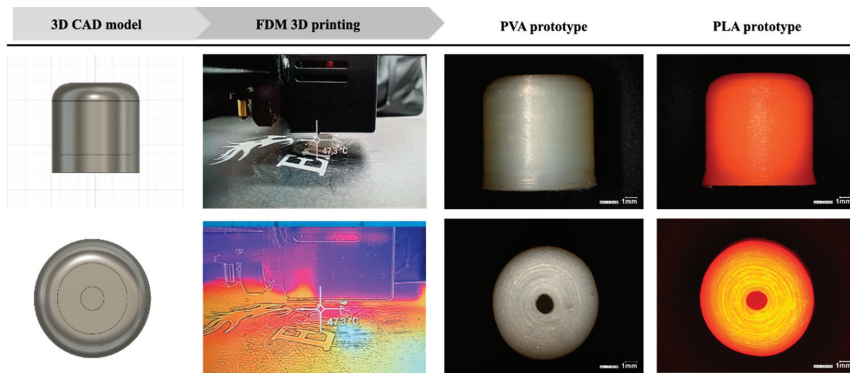 3D CAD model
FDM 3D printing
PVA prototype
PLA prototype
47,3 °C
1mm
1mm
47,3 °C
1mm
1mm